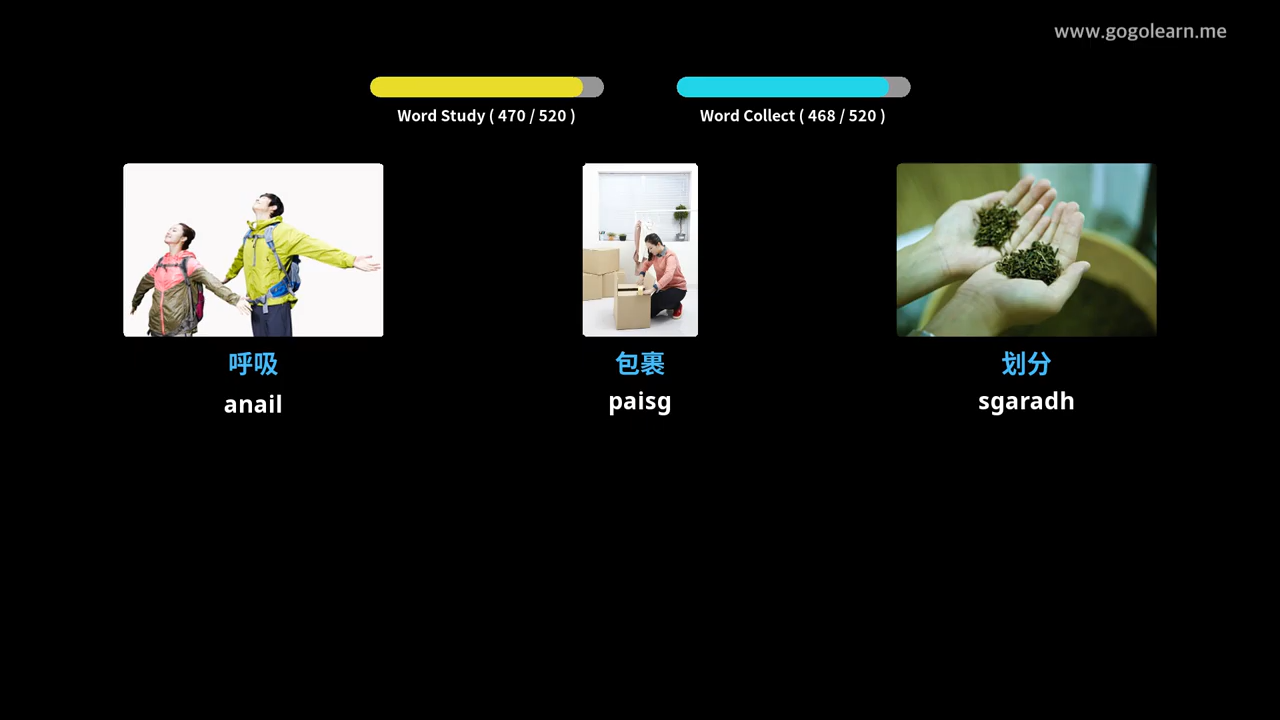 www.gogolearn.me
Word Study ( 470 / 520 )
Word Collect ( 468 / 520 )
呼吸
包裹
划分
anail
paisg
sgaradh